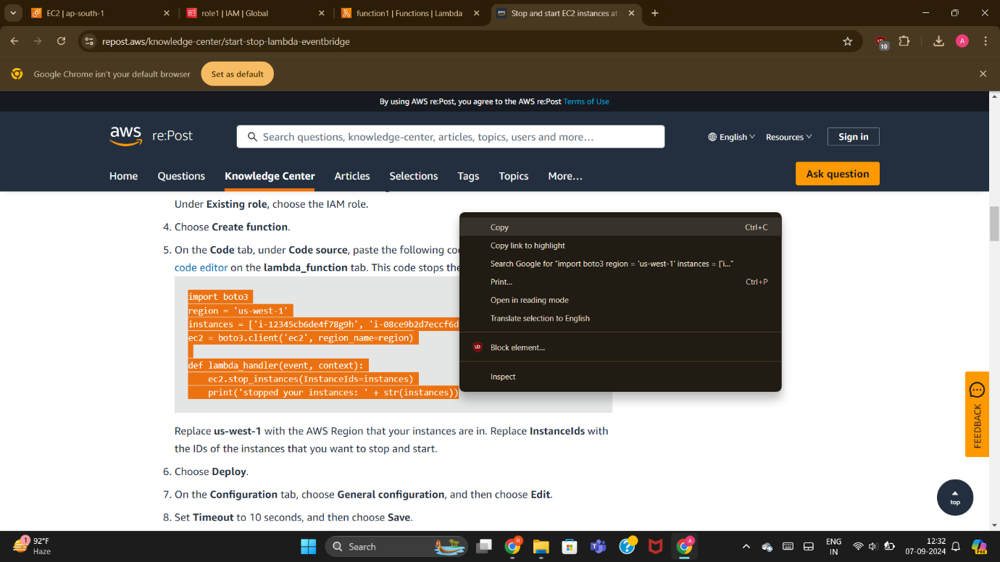 EC2 | ap-south-1
role1 | IAM | Global
function1 | Functions | Lambda
Stop and start EC2 instances at
repost.aws/knowledge-center/start-stop-lambda-eventbridge
10
A
Google Chrome isn't your default browser
Set as default
By using AWS re:Post, you agree to the AWS re:Post Terms of Use
aws re:Post
Search questions, knowledge-center, articles, topics, users and more...
English
Resources
Sign in
Home
Questions
Knowledge Center
Articles
Selections
Tags
Topics
More...
Ask question
Under Existing role, choose the IAM role.
4. Choose Create function.
5. On the Code tab, under Code source, paste the following co
code editor on the lambda_function tab. This code stops the
import boto3
region = 'us-west-1'
instances = ['i-12345cb6de4f78g9h', 'i-08ce9b2d7eccf6d
ec2 = boto3.client('ec2', region_name=region)
def lambda_handler(event, context):
ec2.stop_instances(InstanceIds=instances)
print('stopped your instances: ' + str(instances))
Copy
Ctrl+C
Copy link to highlight
Search Google for "import boto3 region = 'us-west-1' instances = ['i..."
Print...
Ctrl+P
Open in reading mode
Translate selection to English
Block element...
Inspect
Replace us-west-1 with the AWS Region that your instances are in. Replace InstanceIds with
the IDs of the instances that you want to stop and start.
6. Choose Deploy.
7. On the Configuration tab, choose General configuration, and then choose Edit.
8. Set Timeout to 10 seconds, and then choose Save.
FEEDBACK
top
1
92°F
Haze
Search
R
A
ENG
IN
12:32
07-09-2024
PRE